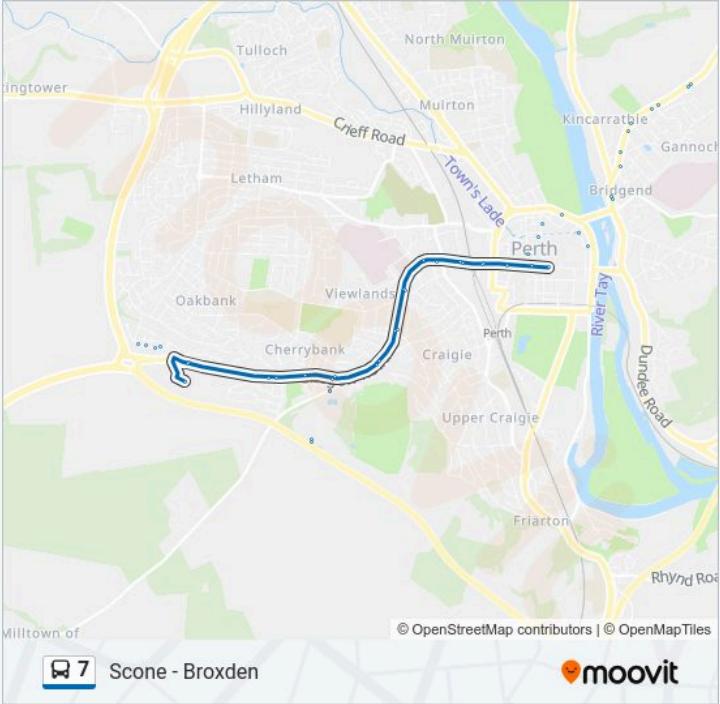 North Muirton
Tulloch
ingtower
Hillyland
Muirton
Kincarrathie
Crieff Road
Gannoch
Town's Lade
Letham
Bridgend
Perth
Viewlands
Oakbank
River Tay
Perth
Cherrybank
Craigie
Dundee Road
Upper Craigie
Friarton
Rhynd Roa
Milltown of
© OpenStreetMap contributors | © OpenMapTiles
7 Scone - Broxden
moovit